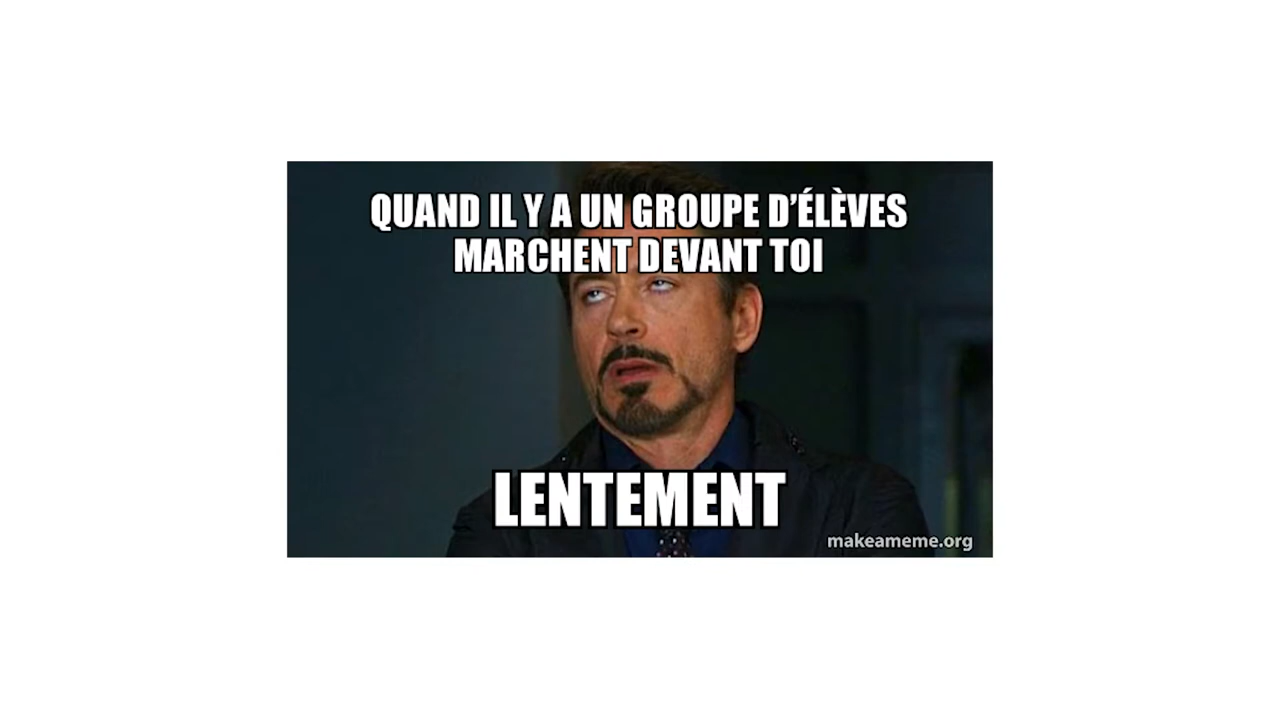 QUAND IL Y A UN GROUPE D’ÉLÈVES
MARCHENT DEVANT TOI
LENTEMENT
makeameme.org